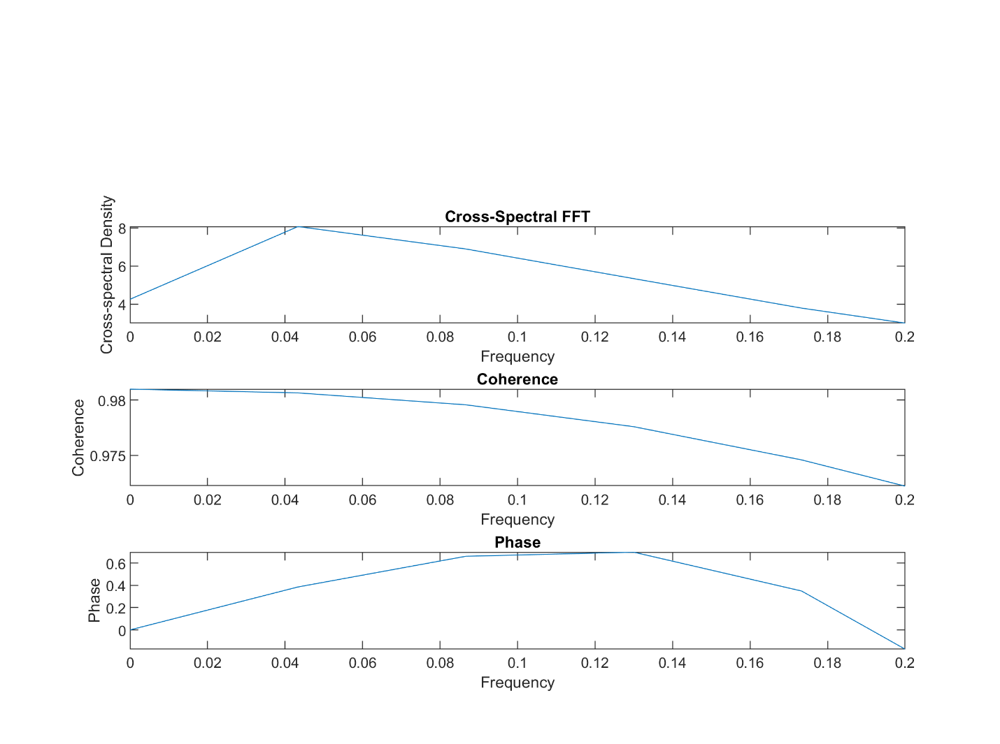 Cross-Spectral FFT
Cross-spectral Density
8
6
4
0 0.02 0.04 0.06 0.08 0.1 0.12 0.14 0.16 0.18 0.2
Frequency
Coherence
Coherence
0.98
0.975
0 0.02 0.04 0.06 0.08 0.1 0.12 0.14 0.16 0.18 0.2
Frequency
Phase
Phase
0.6
0.4
0.2
0
0 0.02 0.04 0.06 0.08 0.1 0.12 0.14 0.16 0.18 0.2
Frequency